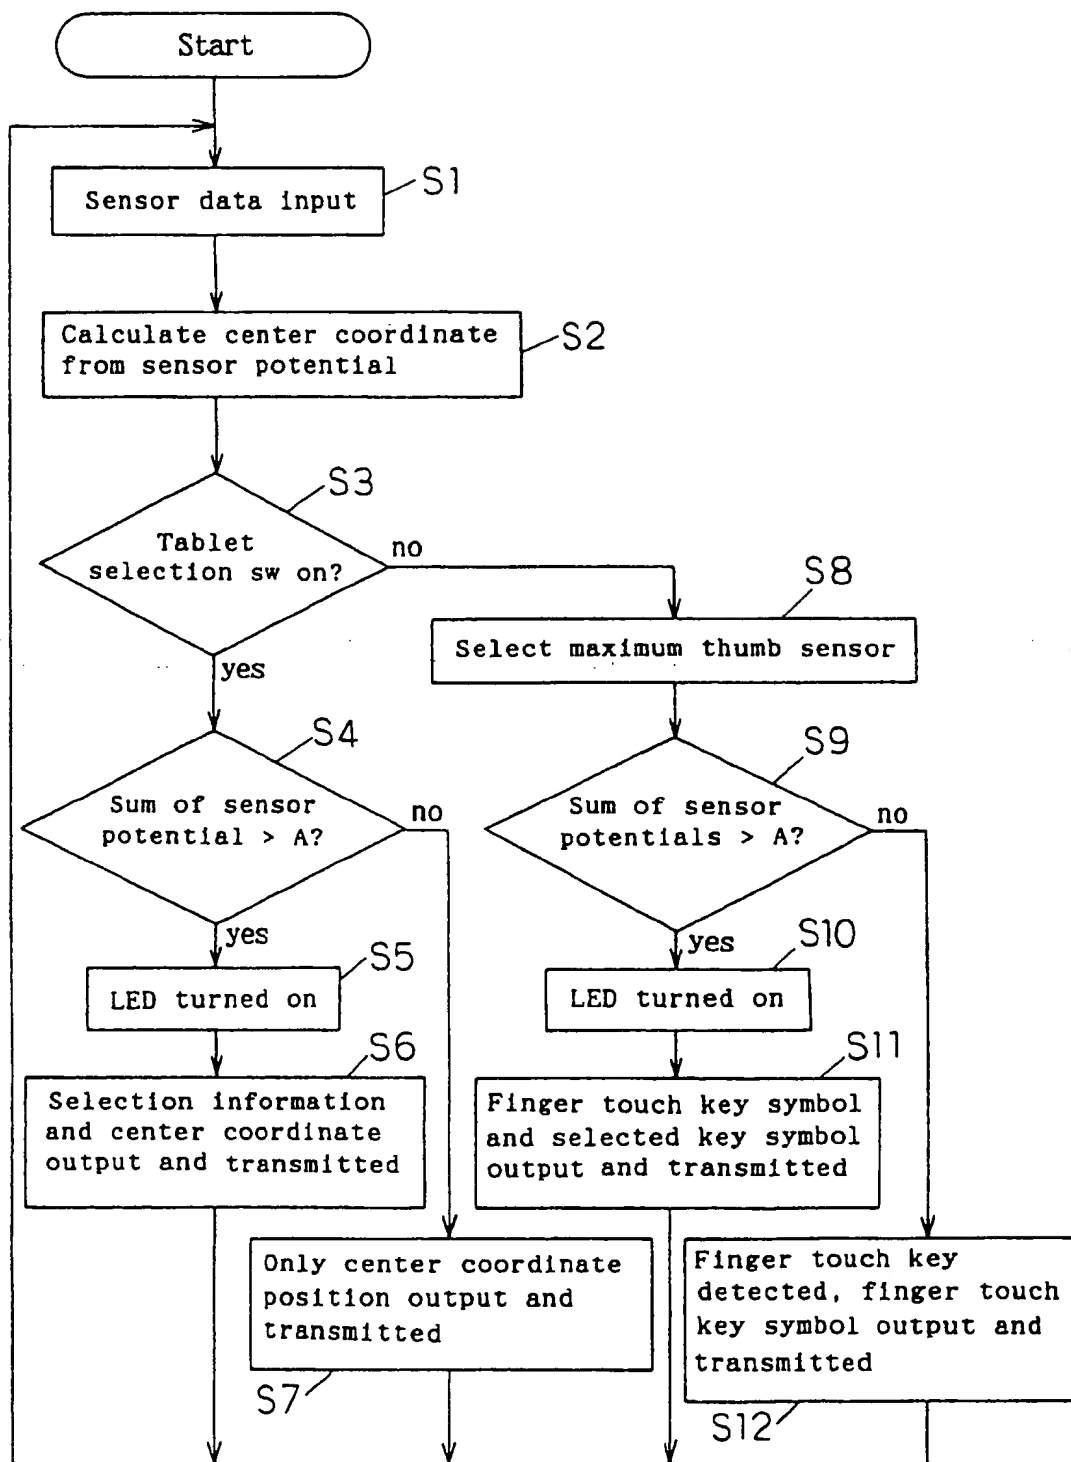 Start
S1
Sensor data input
S2
Calculate center coordinate
from sensor potential
S3
Tablet
selection sw on?
no
yes
S8
Select maximum thumb sensor
S4
Sum of sensor
potential > A?
no
yes
S9
Sum of sensor
potentials > A?
no
yes
S5
LED turned on
S10
LED turned on
S6
Selection information
and center coordinate
output and transmitted
S11
Finger touch key symbol
and selected key symbol
output and transmitted
Only center coordinate
position output and
transmitted
S7
Finger touch key
detected, finger touch
key symbol output and
transmitted
S12